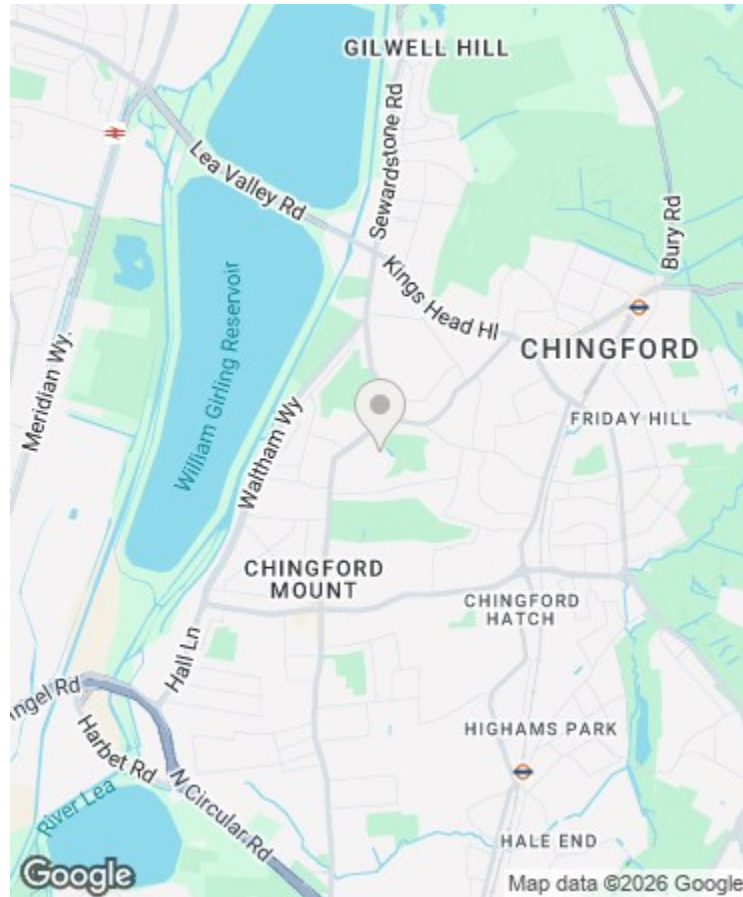 GILWELL HILL
Sewardstone Rd
Lea Valley Rd
Bury Rd
Kings Head Hl
CHINGFORD
William Girling Reservoir
Meridian Wy.
Waltham Wy
FRIDAY HILL
CHINGFORD
MOUNT
CHINGFORD
HATCH
Hall Ln
ngel Rd
Harbet Rd
HIGHAMS PARK
N Circular Rd
River Lea
HALE END
Google
Map data ©2026 Google